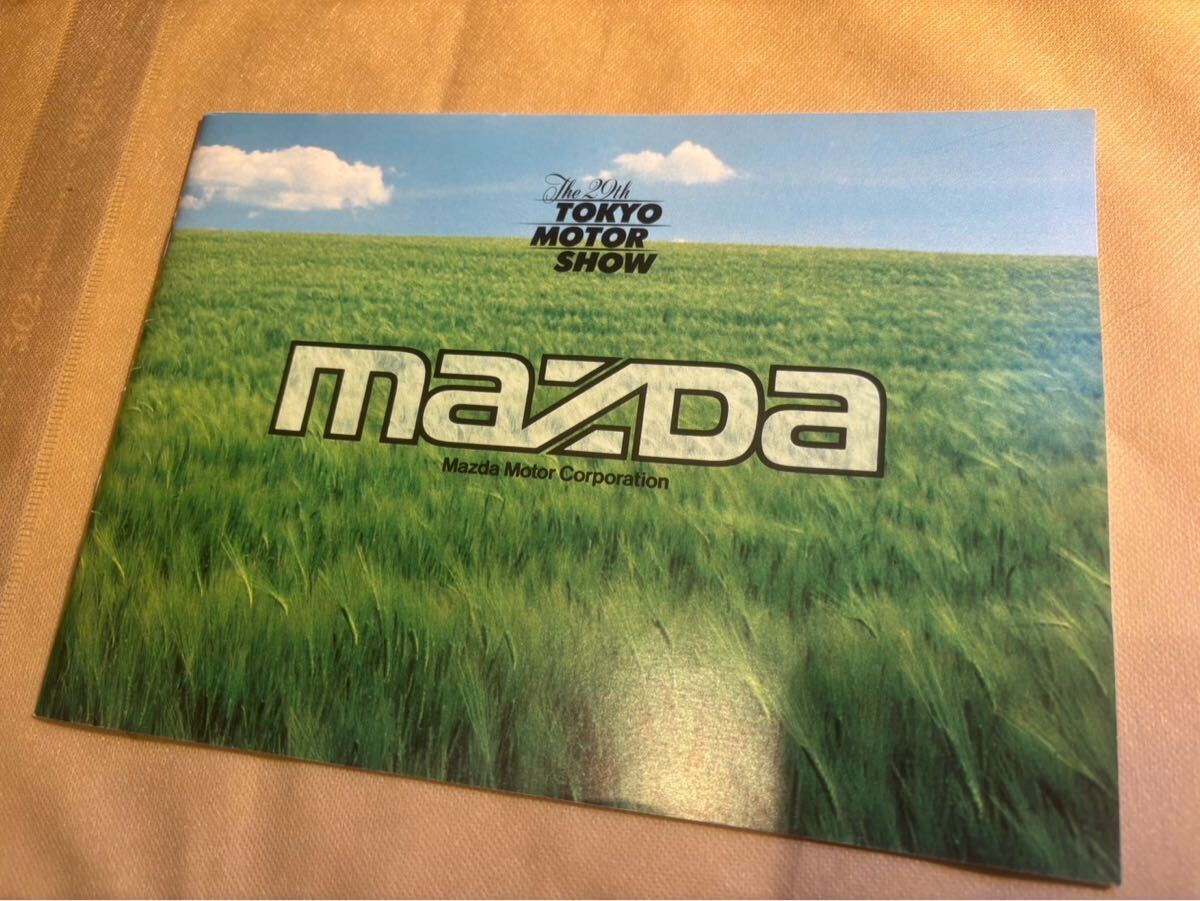 The 29th
TOKYO
MOTOR
SHOW
mazda
Mazda Motor Corporation